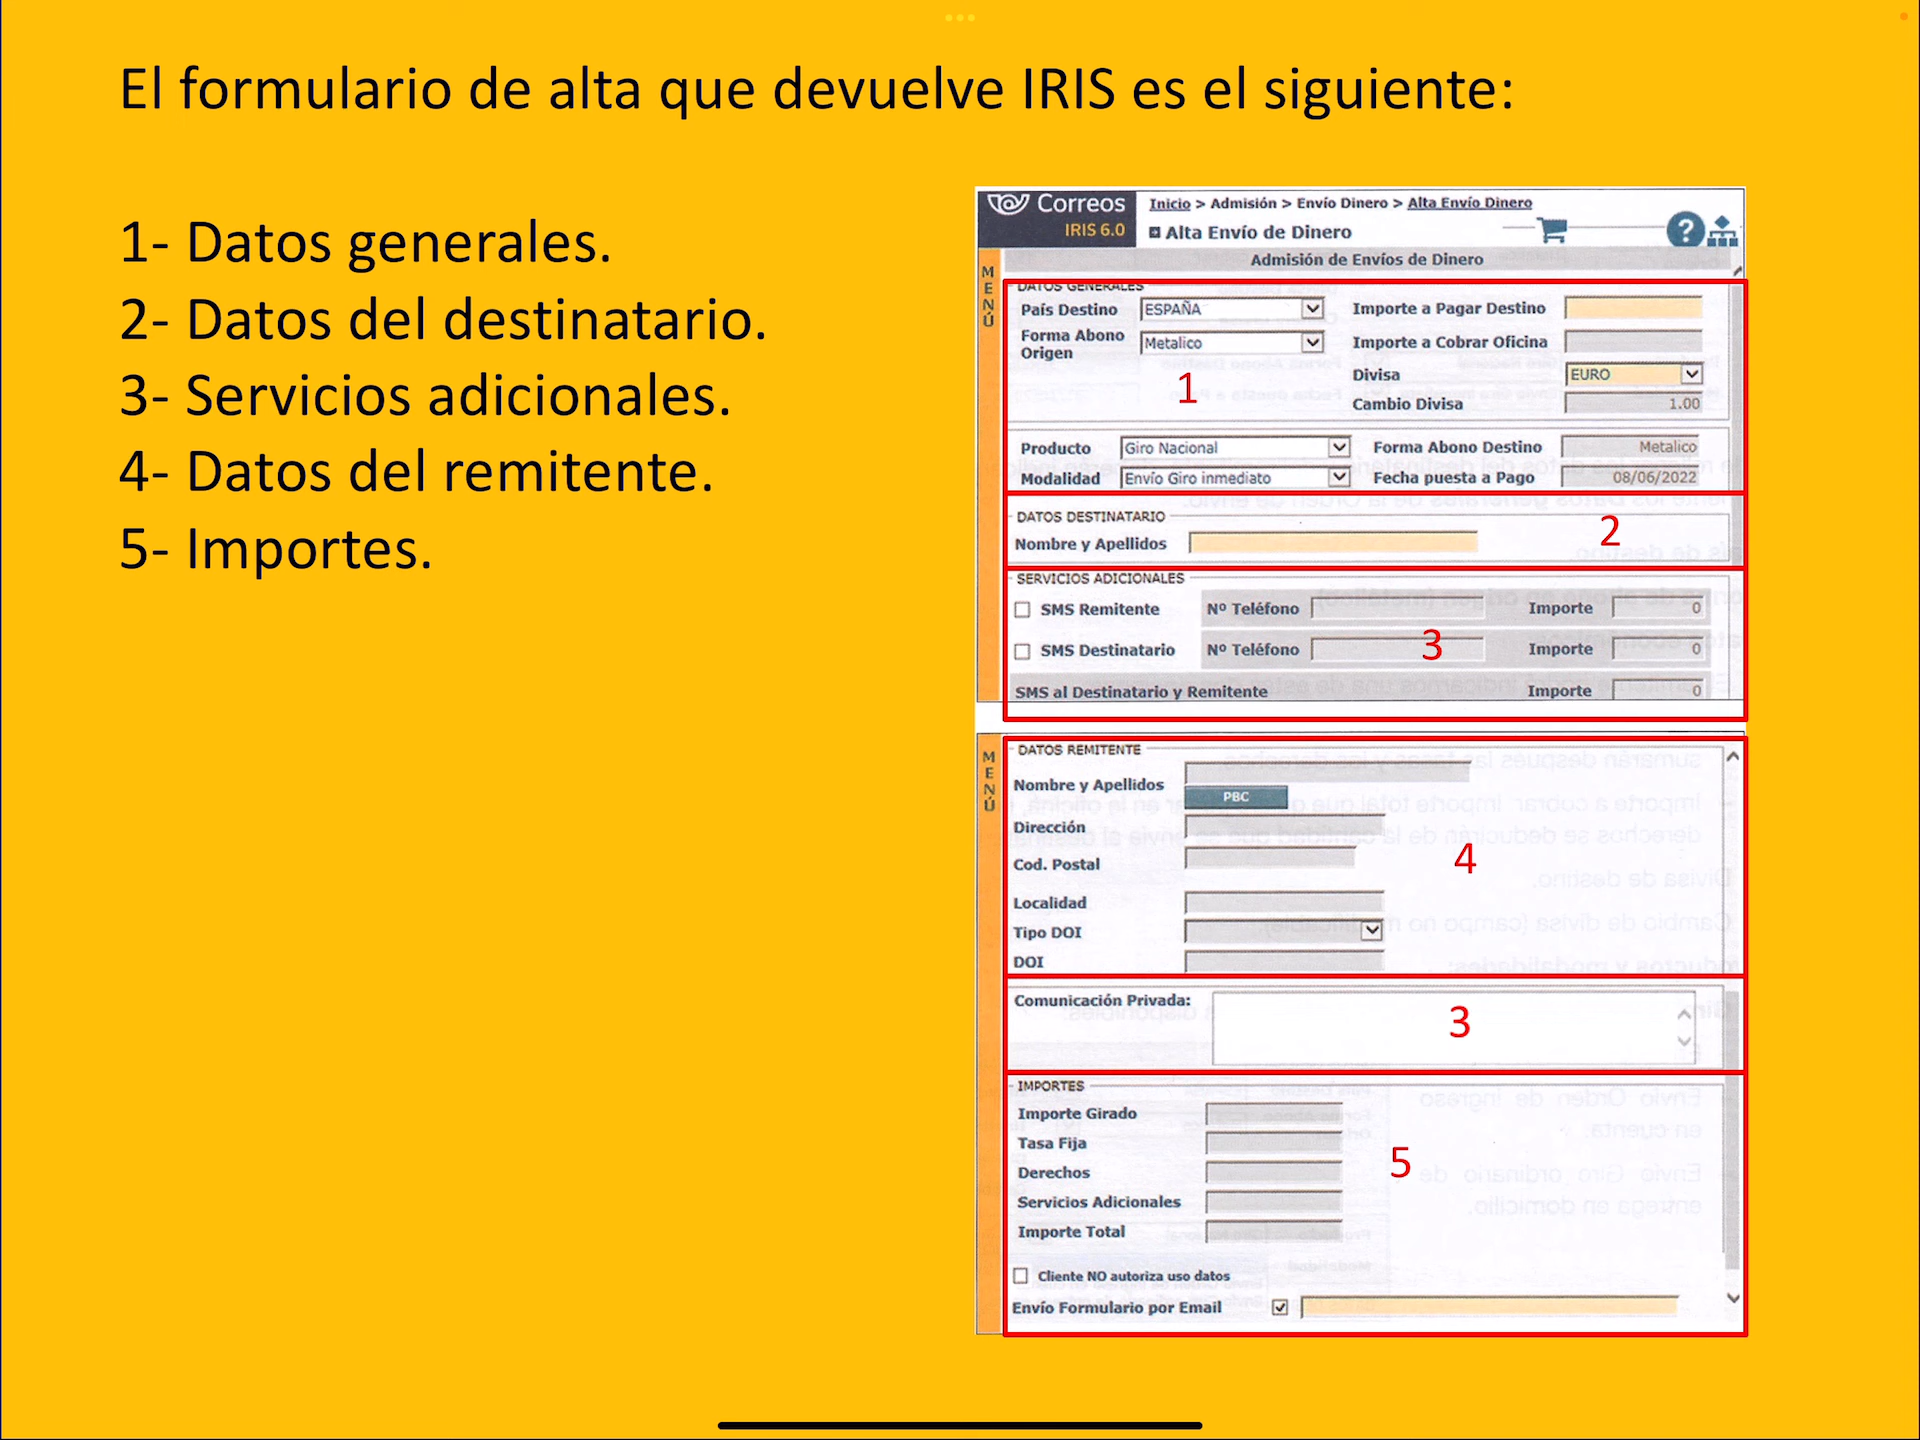 El formulario de alta que devuelve IRIS es el siguiente:
1- Datos generales.
2- Datos del destinatario.
3- Servicios adicionales.
4- Datos del remitente.
5- Importes.
Correos
IRIS 6.0
Inicio > Admisión > Envío Dinero > Alta Envío Dinero
Alta Envío de Dinero
?
Admisión de Envíos de Dinero
MENÚ
DATOS GENERALES
País Destino ESPAÑA Importe a Pagar Destino
Forma Abono Origen Metalico Importe a Cobrar Oficina
Divisa EURO
1
Cambio Divisa 1.00
Producto Giro Nacional Forma Abono Destino Metalico
Modalidad Envío Giro inmediato Fecha puesta a Pago 08/06/2022
DATOS DESTINATARIO
2
Nombre y Apellidos
SERVICIOS ADICIONALES
SMS Remitente Nº Teléfono Importe 0
SMS Destinatario Nº Teléfono 3 Importe 0
SMS al Destinatario y Remitente Importe 0
MENÚ
DATOS REMITENTE
Nombre y Apellidos
PBC
Dirección
Cod. Postal
4
Localidad
Tipo DOI
DOI
Comunicación Privada:
3
IMPORTES
Importe Girado
Tasa Fija
5
Derechos
Servicios Adicionales
Importe Total
Cliente NO autoriza uso datos
Envío Formulario por Email